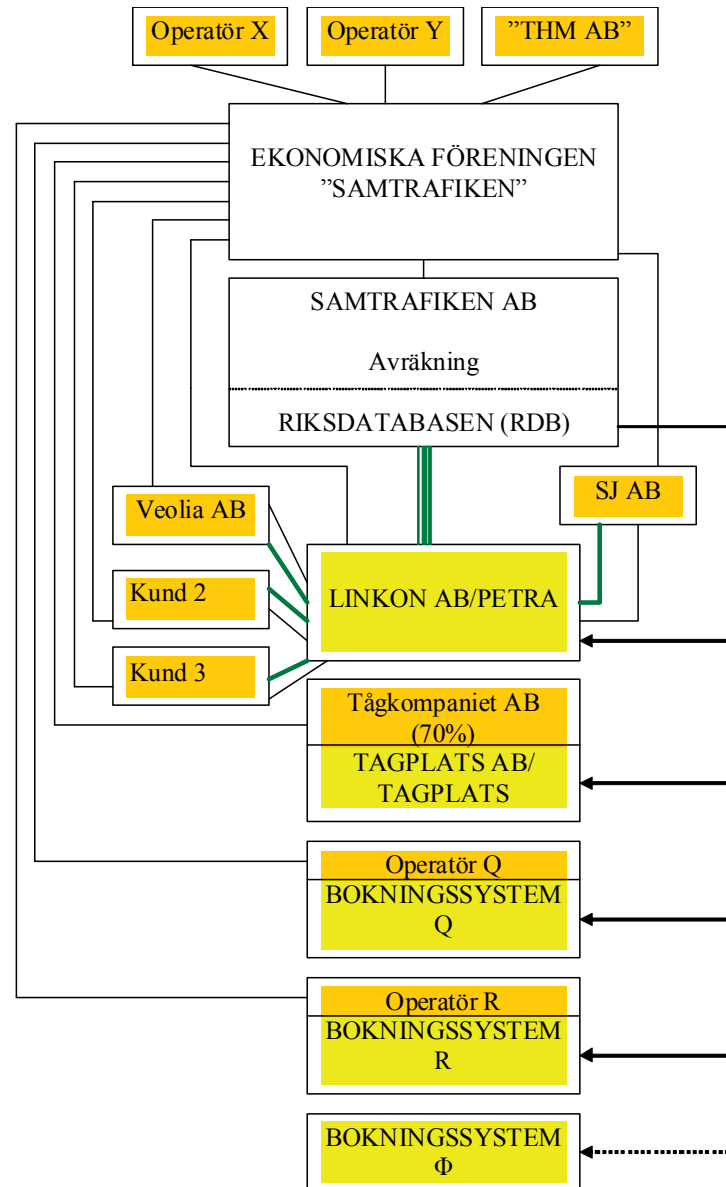 Operatör X
Operatör Y
”THM AB”
EKONOMISKA FÖRENINGEN
”SAMTRAFIKEN”
SAMTRAFIKEN AB
Avräkning
RIKSDATABASEN (RDB)
Veolia AB
SJ AB
Kund 2
LINKON AB/PETRA
Kund 3
Tågkompaniet AB
(70%)
TAGPLATS AB/
TAGPLATS
Operatör Q
BOKNINGSSYSTEM
Q
Operatör R
BOKNINGSSYSTEM
R
BOKNINGSSYSTEM
Φ